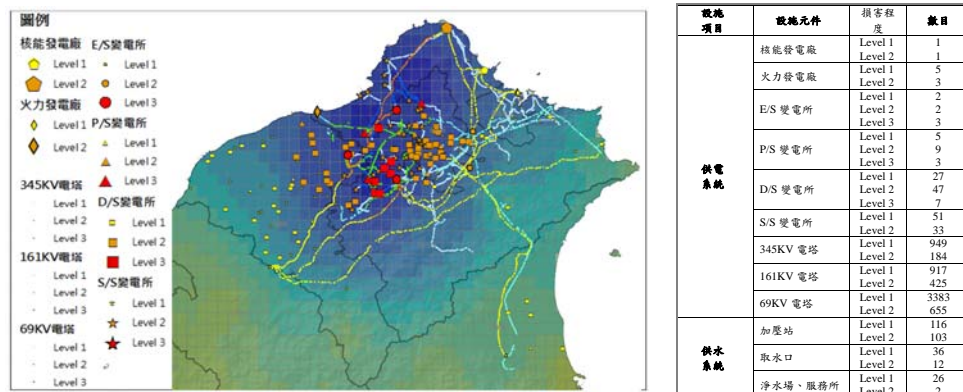 圖例
核能發電廠 E/S變電所
Level 1 Level 1
Level 2 Level 2
火力發電廠 Level 3
Level 1 P/S變電所
Level 2 Level 1
Level 2
345KV電塔 Level 3
Level 1 D/S變電所
Level 2 Level 1
Level 3 Level 2
161KV電塔 Level 3
Level 1 S/S變電所
Level 2 Level 1
Level 3 Level 2
69KV電塔 Level 3
Level 1
Level 2
Level 3
設施項目 設施元件 損害程度 數目
供電系統
核能發電廠 Level 1 1
Level 2 1
火力發電廠 Level 1 5
Level 2 3
E/S 變電所 Level 1 2
Level 2 2
Level 3 3
P/S 變電所 Level 1 5
Level 2 9
Level 3 3
D/S 變電所 Level 1 27
Level 2 47
Level 3 7
S/S 變電所 Level 1 51
Level 2 33
345KV 電塔 Level 1 949
Level 2 184
161KV 電塔 Level 1 917
Level 2 425
69KV 電塔 Level 1 3383
Level 2 655
供水系統
加壓站 Level 1 116
Level 2 103
取水口 Level 1 36
Level 2 12
淨水場、服務所 Level 1 26
Level 2 2